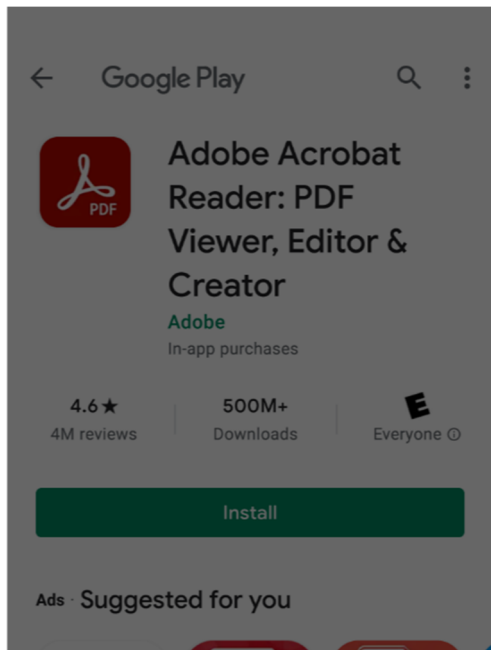 Google Play
Adobe Acrobat
Reader: PDF
Viewer, Editor &
Creator
PDF
Adobe
In-app purchases
4.6★
4M reviews
500M+
Downloads
E
Everyone
Install
Ads · Suggested for you